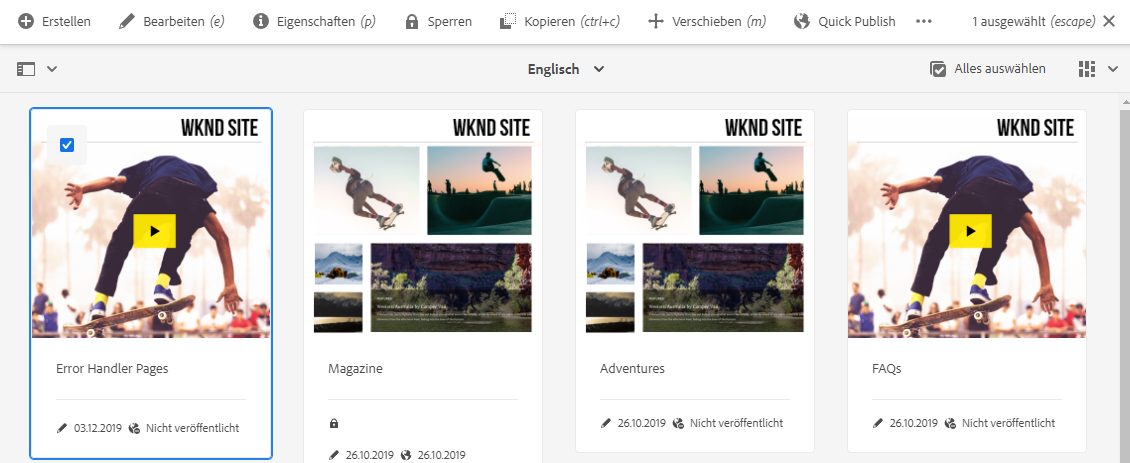 Erstellen Bearbeiten (e) Eigenschaften (p) Sperren Kopieren (ctrl+c) Verschieben (m) Quick Publish 1 ausgewählt (escape)
Englisch Alles auswählen
WKND SITE WKND SITE WKND SITE WKND SITE
Error Handler Pages Magazine Adventures FAQs
03.12.2019 Nicht veröffentlicht 26.10.2019 Nicht veröffentlicht 26.10.2019 Nicht veröffentlicht
26.10.2019 26.10.2019